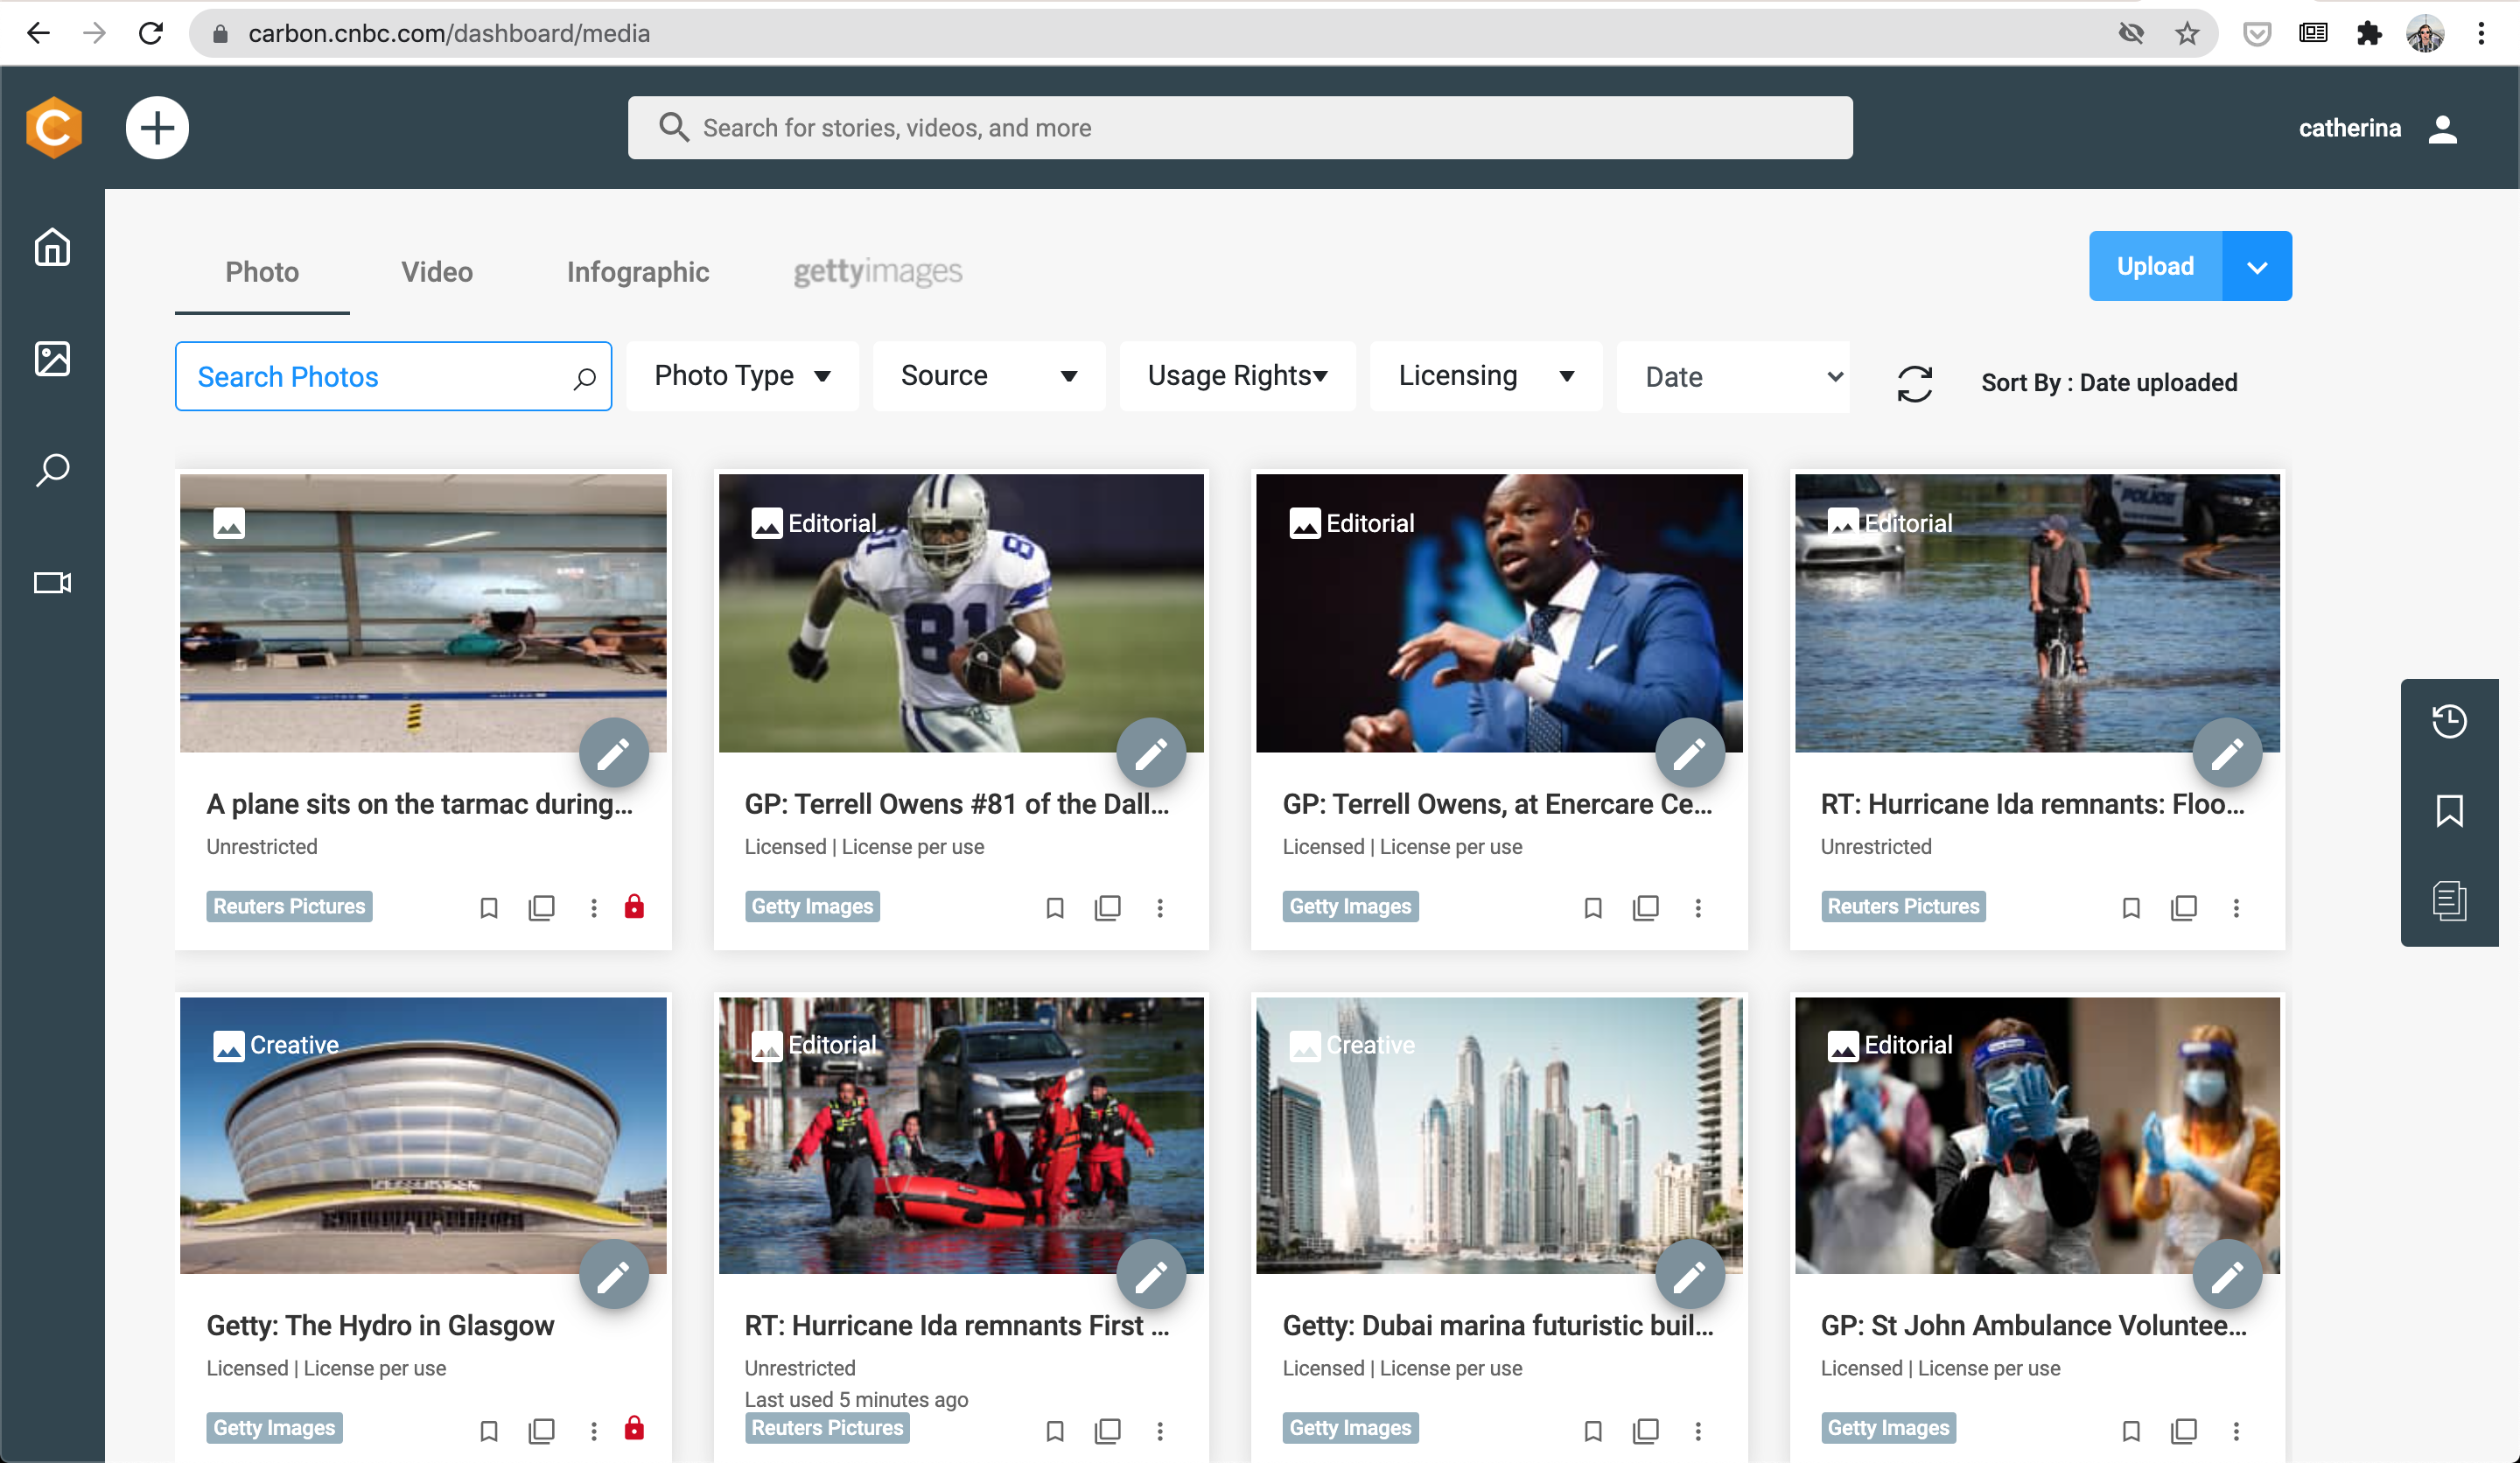 carbon.cnbc.com/dashboard/media
C
Search for stories, videos, and more
catherina
Photo
Video
Infographic
gettyimages
Upload
Search Photos
Photo Type
Source
Usage Rights
Licensing
Date
Sort By : Date uploaded
Editorial
Editorial
Editorial
81
81
8
POLICE
A plane sits on the tarmac during...
GP: Terrell Owens #81 of the Dall...
GP: Terrell Owens, at Enercare Ce...
RT: Hurricane Ida remnants: Floo...
Unrestricted
Licensed | License per use
Licensed | License per use
Unrestricted
Reuters Pictures
Getty Images
Getty Images
Reuters Pictures
Creative
Editorial
Creative
Editorial
Getty: The Hydro in Glasgow
RT: Hurricane Ida remnants First ...
Getty: Dubai marina futuristic buil...
GP: St John Ambulance Voluntee...
Licensed | License per use
Unrestricted
Licensed | License per use
Licensed | License per use
Last used 5 minutes ago
Getty Images
Reuters Pictures
Getty Images
Getty Images